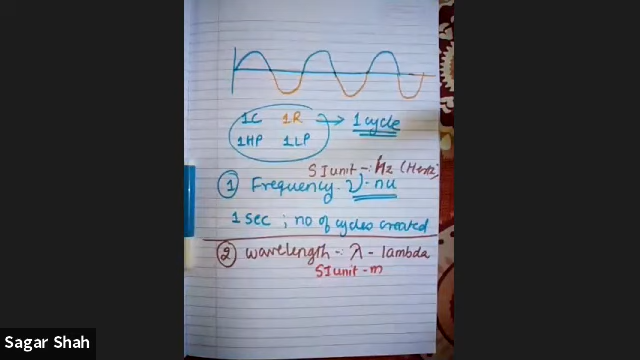 1C 1R → 1 cycle
1HP 1LP
SI unit -: Hz (Hertz)
① Frequency - ν - nu
1 sec ; no of cycles created
② wavelength -: λ - lambda
SI unit - m
Sagar Shah